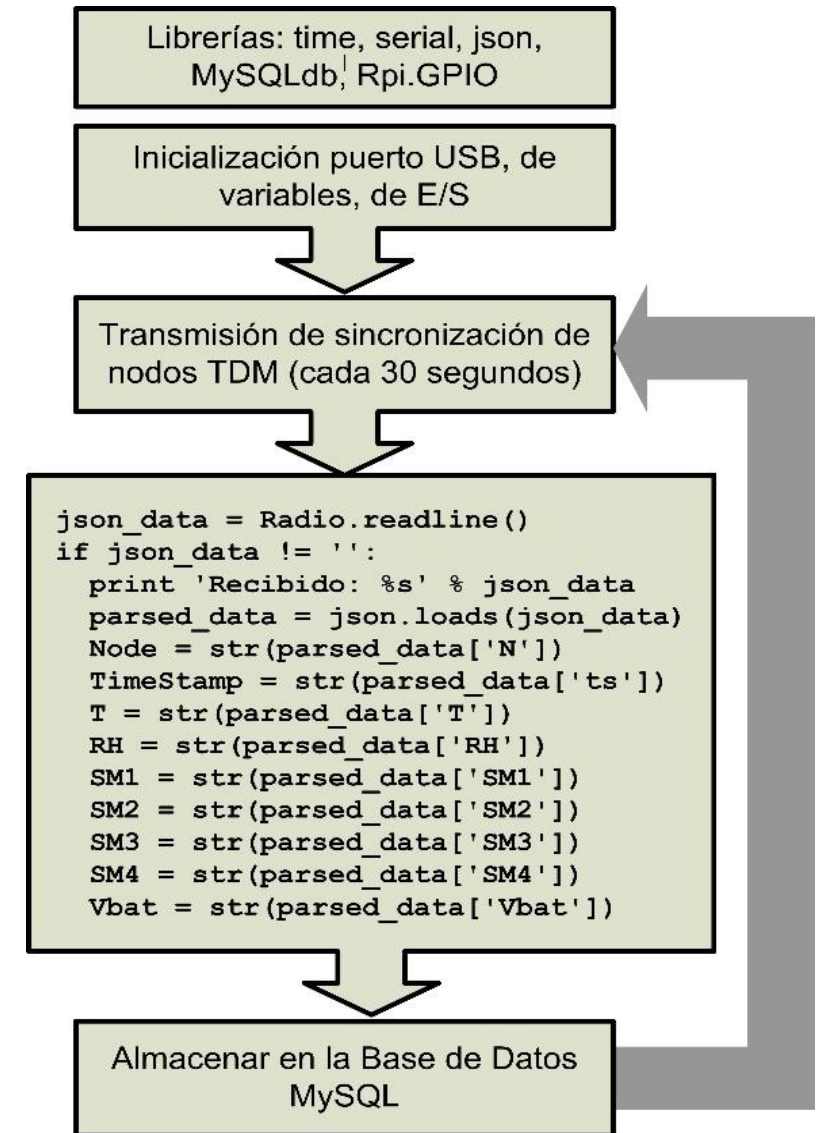 Librerías: time, serial, json,
MySQLdb, Rpi.GPIO
Inicialización puerto USB, de
variables, de E/S
Transmisión de sincronización de
nodos TDM (cada 30 segundos)
json_data = Radio.readline()
if json_data != '':
  print 'Recibido: %s' % json_data
  parsed_data = json.loads(json_data)
  Node = str(parsed_data['N'])
  TimeStamp = str(parsed_data['ts'])
  T = str(parsed_data['T'])
  RH = str(parsed_data['RH'])
  SM1 = str(parsed_data['SM1'])
  SM2 = str(parsed_data['SM2'])
  SM3 = str(parsed_data['SM3'])
  SM4 = str(parsed_data['SM4'])
  Vbat = str(parsed_data['Vbat'])
Almacenar en la Base de Datos
MySQL